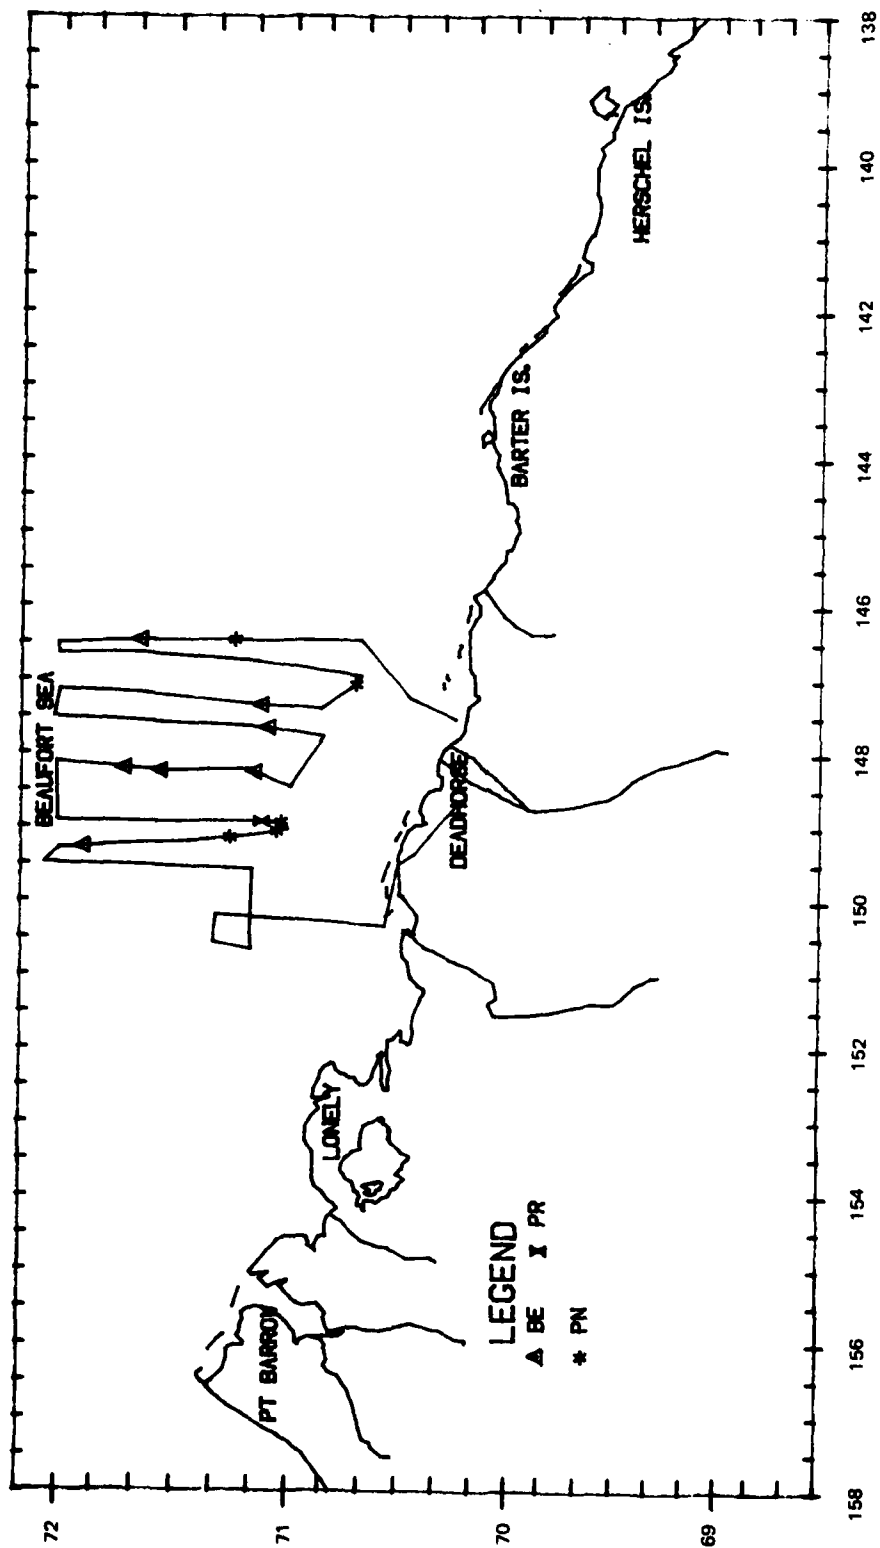 72
71
70
69
158
156
154
152
150
148
146
144
142
140
138
BEAUFORT SEA
PT BARROW
LONELY
DEADHORSE
BARTER IS.
HERSCHEL IS.
LEGEND
BE PR
PN